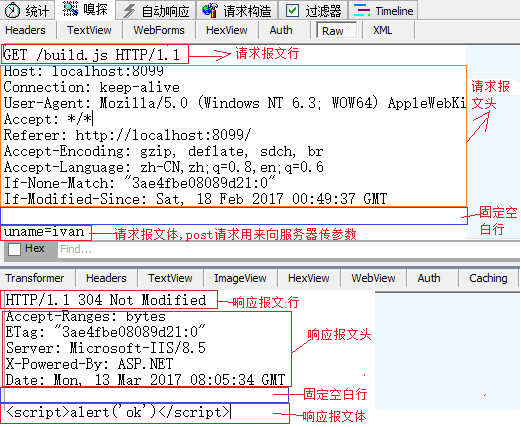 统计 嗅探 自动响应 请求构造 过滤器 Timeline
Headers TextView WebForms HexView Auth Raw XML
GET /build.js HTTP/1.1 请求报文行
Host: localhost:8099 请求报
Connection: keep-alive 文头
User-Agent: Mozilla/5.0 (Windows NT 6.3; WOW64) AppleWebKi
Accept: */*
Referer: http://localhost:8099/
Accept-Encoding: gzip, deflate, sdch, br
Accept-Language: zh-CN,zh;q=0.8,en;q=0.6
If-None-Match: "3ae4fbe08089d21:0"
If-Modified-Since: Sat, 18 Feb 2017 00:49:37 GMT
固定空
白行
uname=ivan 请求报文体,post请求用来向服务器传参数
Hex Find...
Transformer Headers TextView ImageView HexView WebView Auth Caching
HTTP/1.1 304 Not Modified 响应报文:行
Accept-Ranges: bytes
ETag: "3ae4fbe08089d21:0" 响应报文头
Server: Microsoft-IIS/8.5
X-Powered-By: ASP.NET
Date: Mon, 13 Mar 2017 08:05:34 GMT
固定空白行
<script>alert('ok')</script> 响应报文体